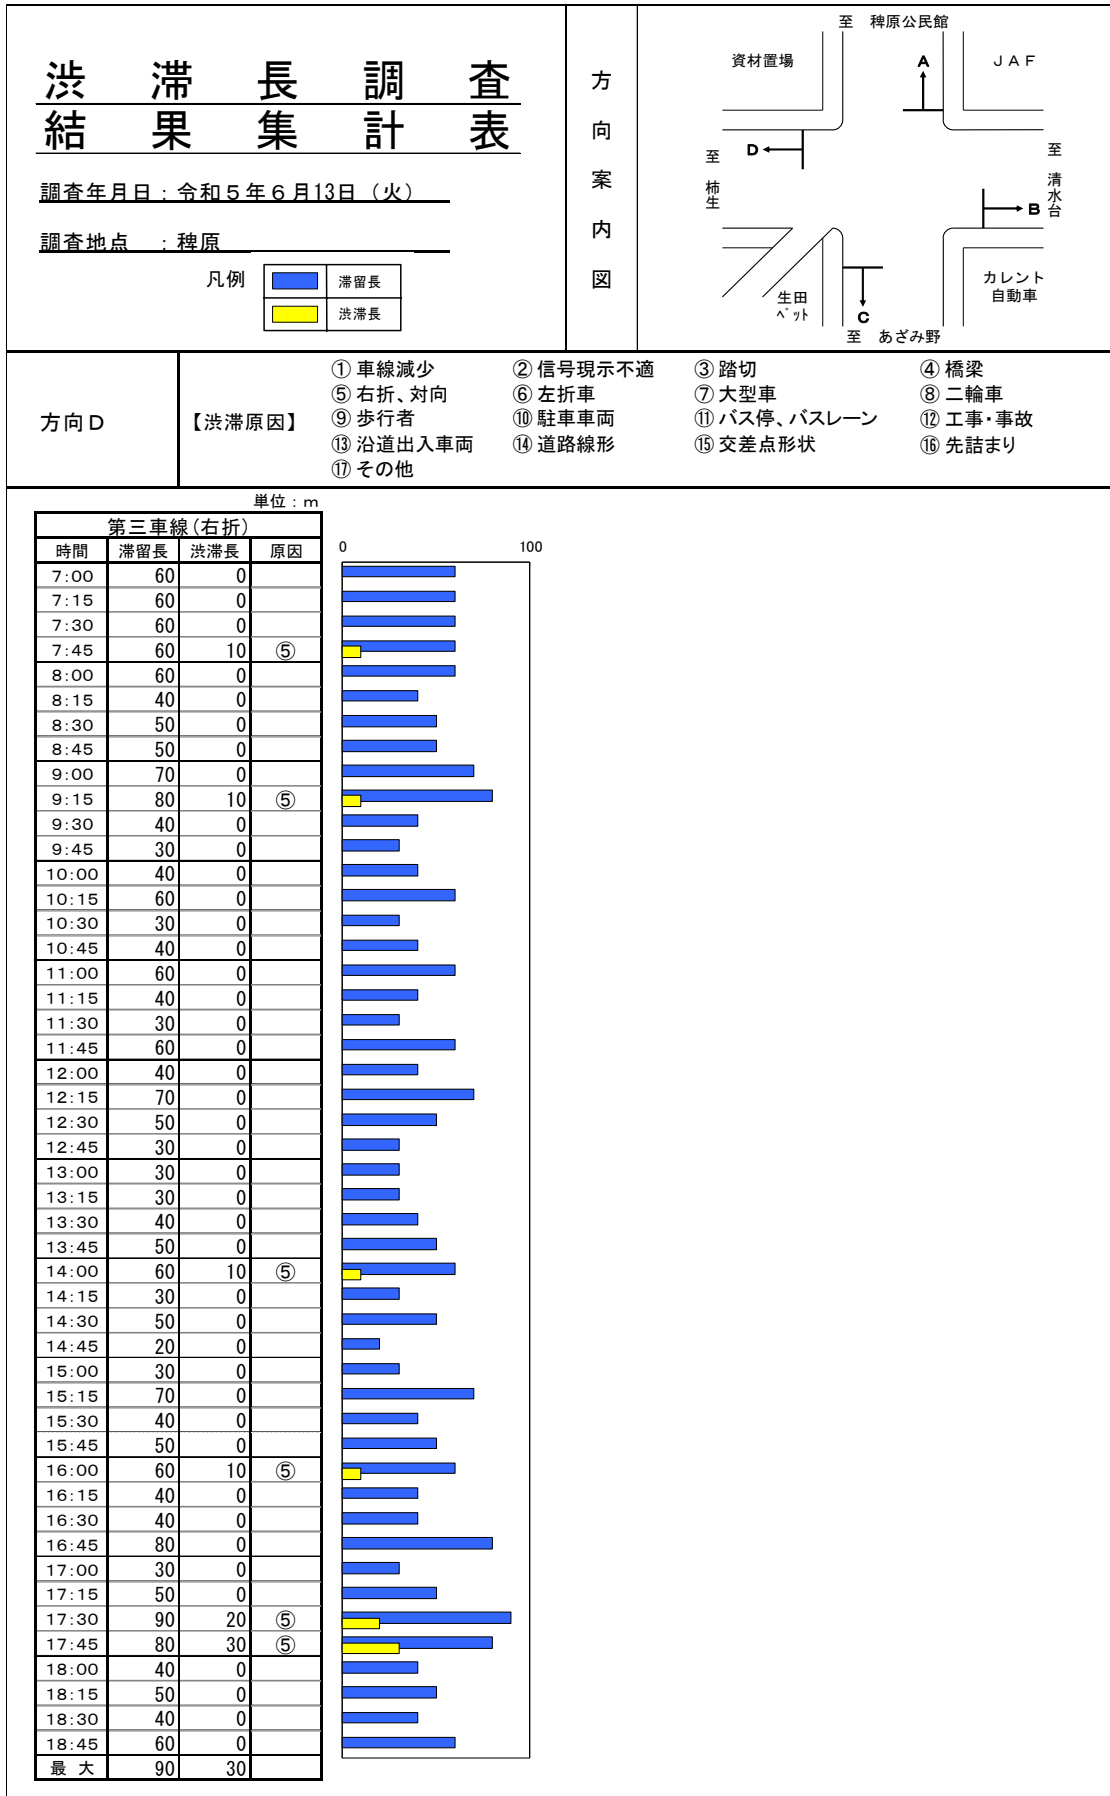 渋滞長調査
結果集計表
調査年月日：令和５年６月13日（火）
調査地点　：稗原
凡例
滞留長
渋滞長
方向案内図
至　稗原公民館
資材置場
A
ＪＡＦ
D
至　柿生
至　清水台
B
生田
ﾍﾟｯﾄ
C
カレント
自動車
至　あざみ野
方向Ｄ
【渋滞原因】
① 車線減少　② 信号現示不適　③ 踏切　④ 橋梁
⑤ 右折、対向　⑥ 左折車　⑦ 大型車　⑧ 二輪車
⑨ 歩行者　⑩ 駐車車両　⑪ バス停、バスレーン　⑫ 工事・事故
⑬ 沿道出入車両　⑭ 道路線形　⑮ 交差点形状　⑯ 先詰まり
⑰ その他
単位：ｍ
第三車線(右折)
時間 滞留長 渋滞長 原因
0 100
7:00 60 0
7:15 60 0
7:30 60 0
7:45 60 10 ⑤
8:00 60 0
8:15 40 0
8:30 50 0
8:45 50 0
9:00 70 0
9:15 80 10 ⑤
9:30 40 0
9:45 30 0
10:00 40 0
10:15 60 0
10:30 30 0
10:45 40 0
11:00 60 0
11:15 40 0
11:30 30 0
11:45 60 0
12:00 40 0
12:15 70 0
12:30 50 0
12:45 30 0
13:00 30 0
13:15 30 0
13:30 40 0
13:45 50 0
14:00 60 10 ⑤
14:15 30 0
14:30 50 0
14:45 20 0
15:00 30 0
15:15 70 0
15:30 40 0
15:45 50 0
16:00 60 10 ⑤
16:15 40 0
16:30 40 0
16:45 80 0
17:00 30 0
17:15 50 0
17:30 90 20 ⑤
17:45 80 30 ⑤
18:00 40 0
18:15 50 0
18:30 40 0
18:45 60 0
最大 90 30